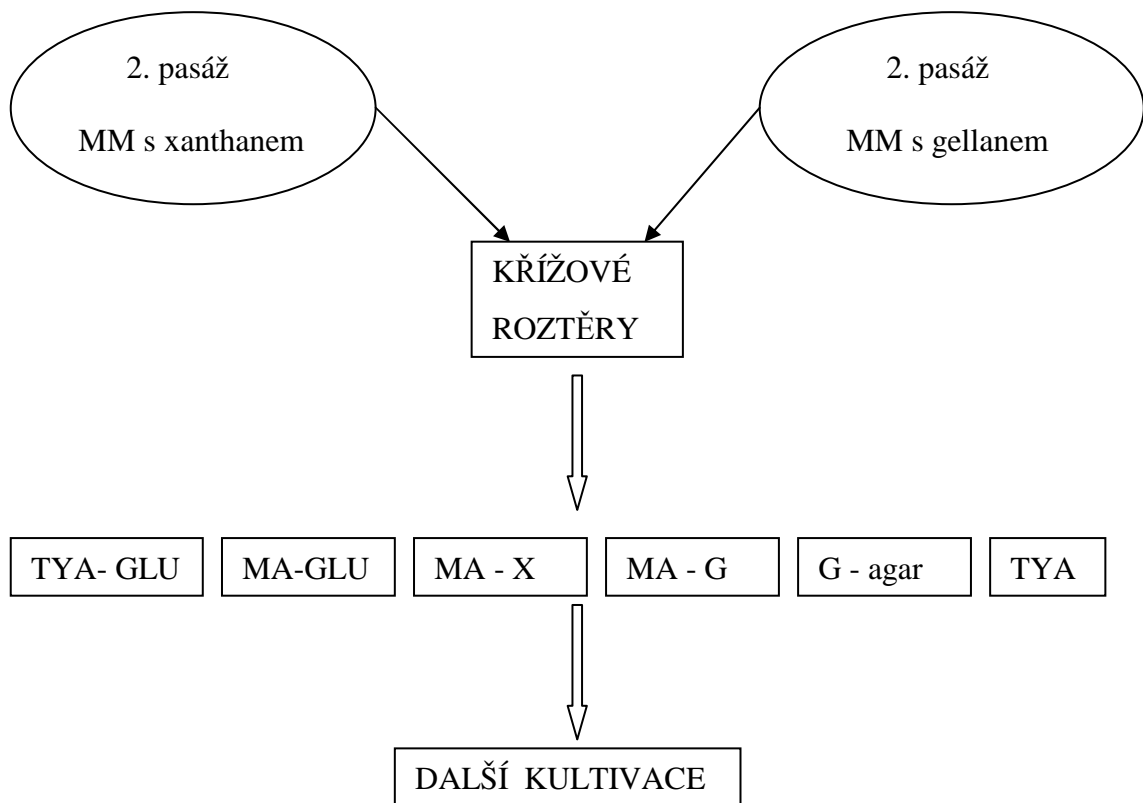 2. pasáž
MM s xanthanem
2. pasáž
MM s gellanem
KŘÍŽOVÉ
ROZTĚRY
TYA- GLU
MA-GLU
MA - X
MA - G
G - agar
TYA
DALŠÍ KULTIVACE